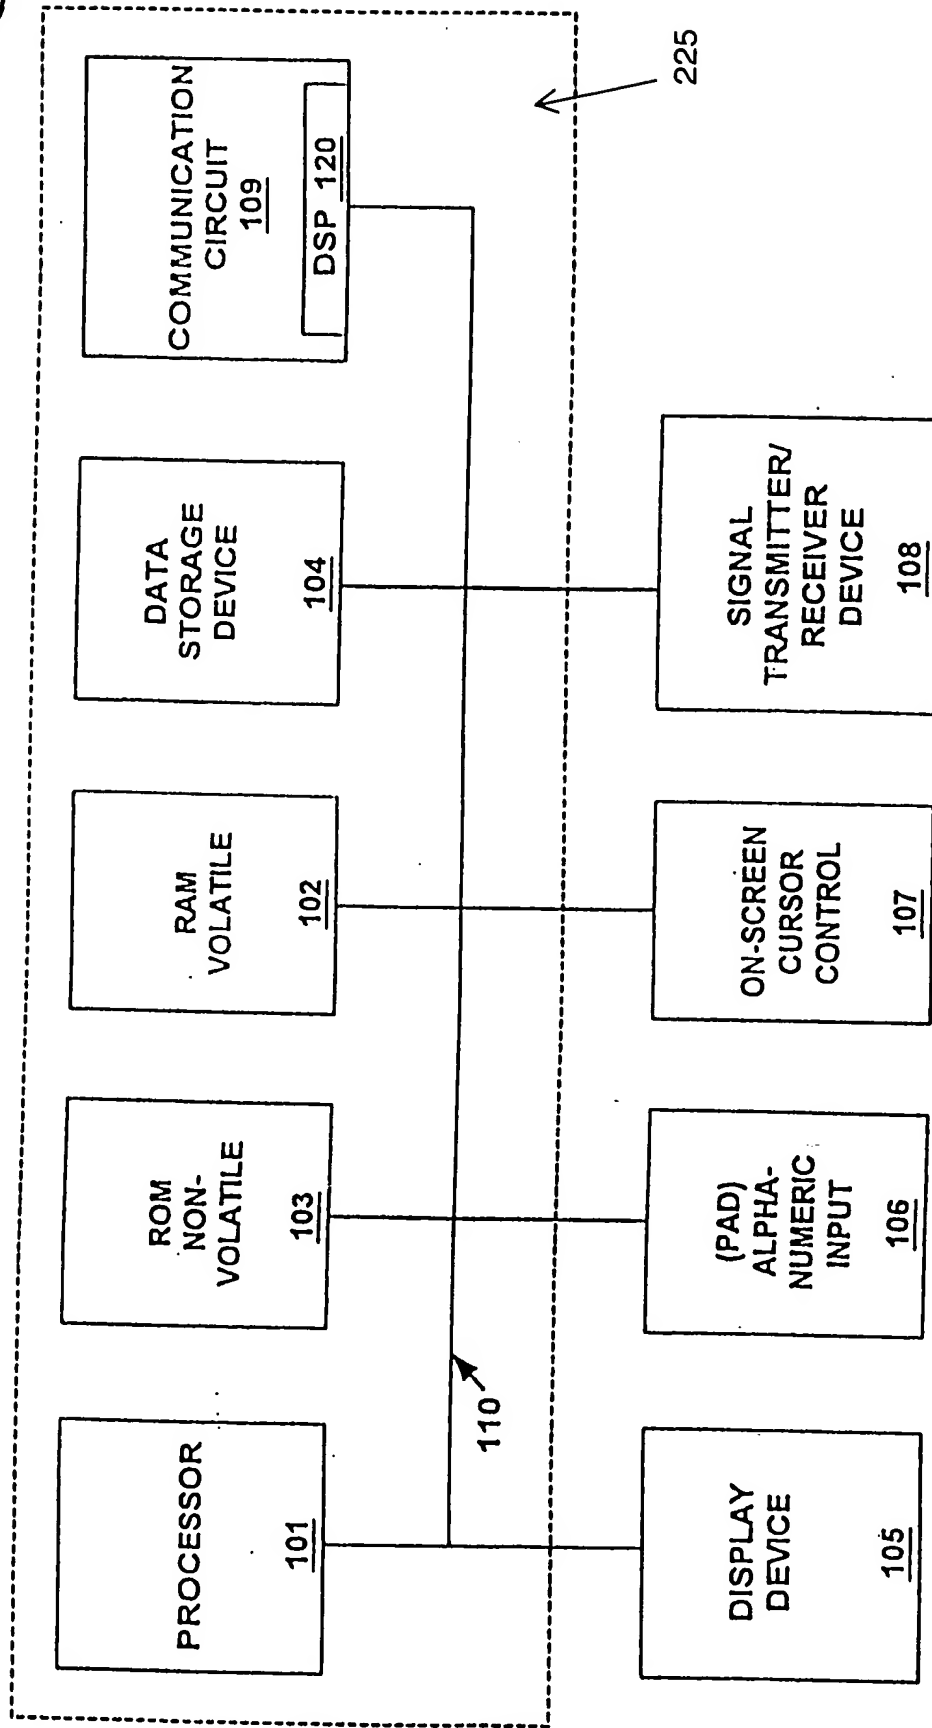 PROCESSOR
101
ROM
NON-
VOLATILE
103
RAM
VOLATILE
102
DATA
STORAGE
DEVICE
104
COMMUNICATION
CIRCUIT
109
DSP 120
110
225
DISPLAY
DEVICE
105
(PAD)
ALPHA-
NUMERIC
INPUT
106
ON-SCREEN
CURSOR
CONTROL
107
SIGNAL
TRANSMITTER/
RECEIVER
DEVICE
108